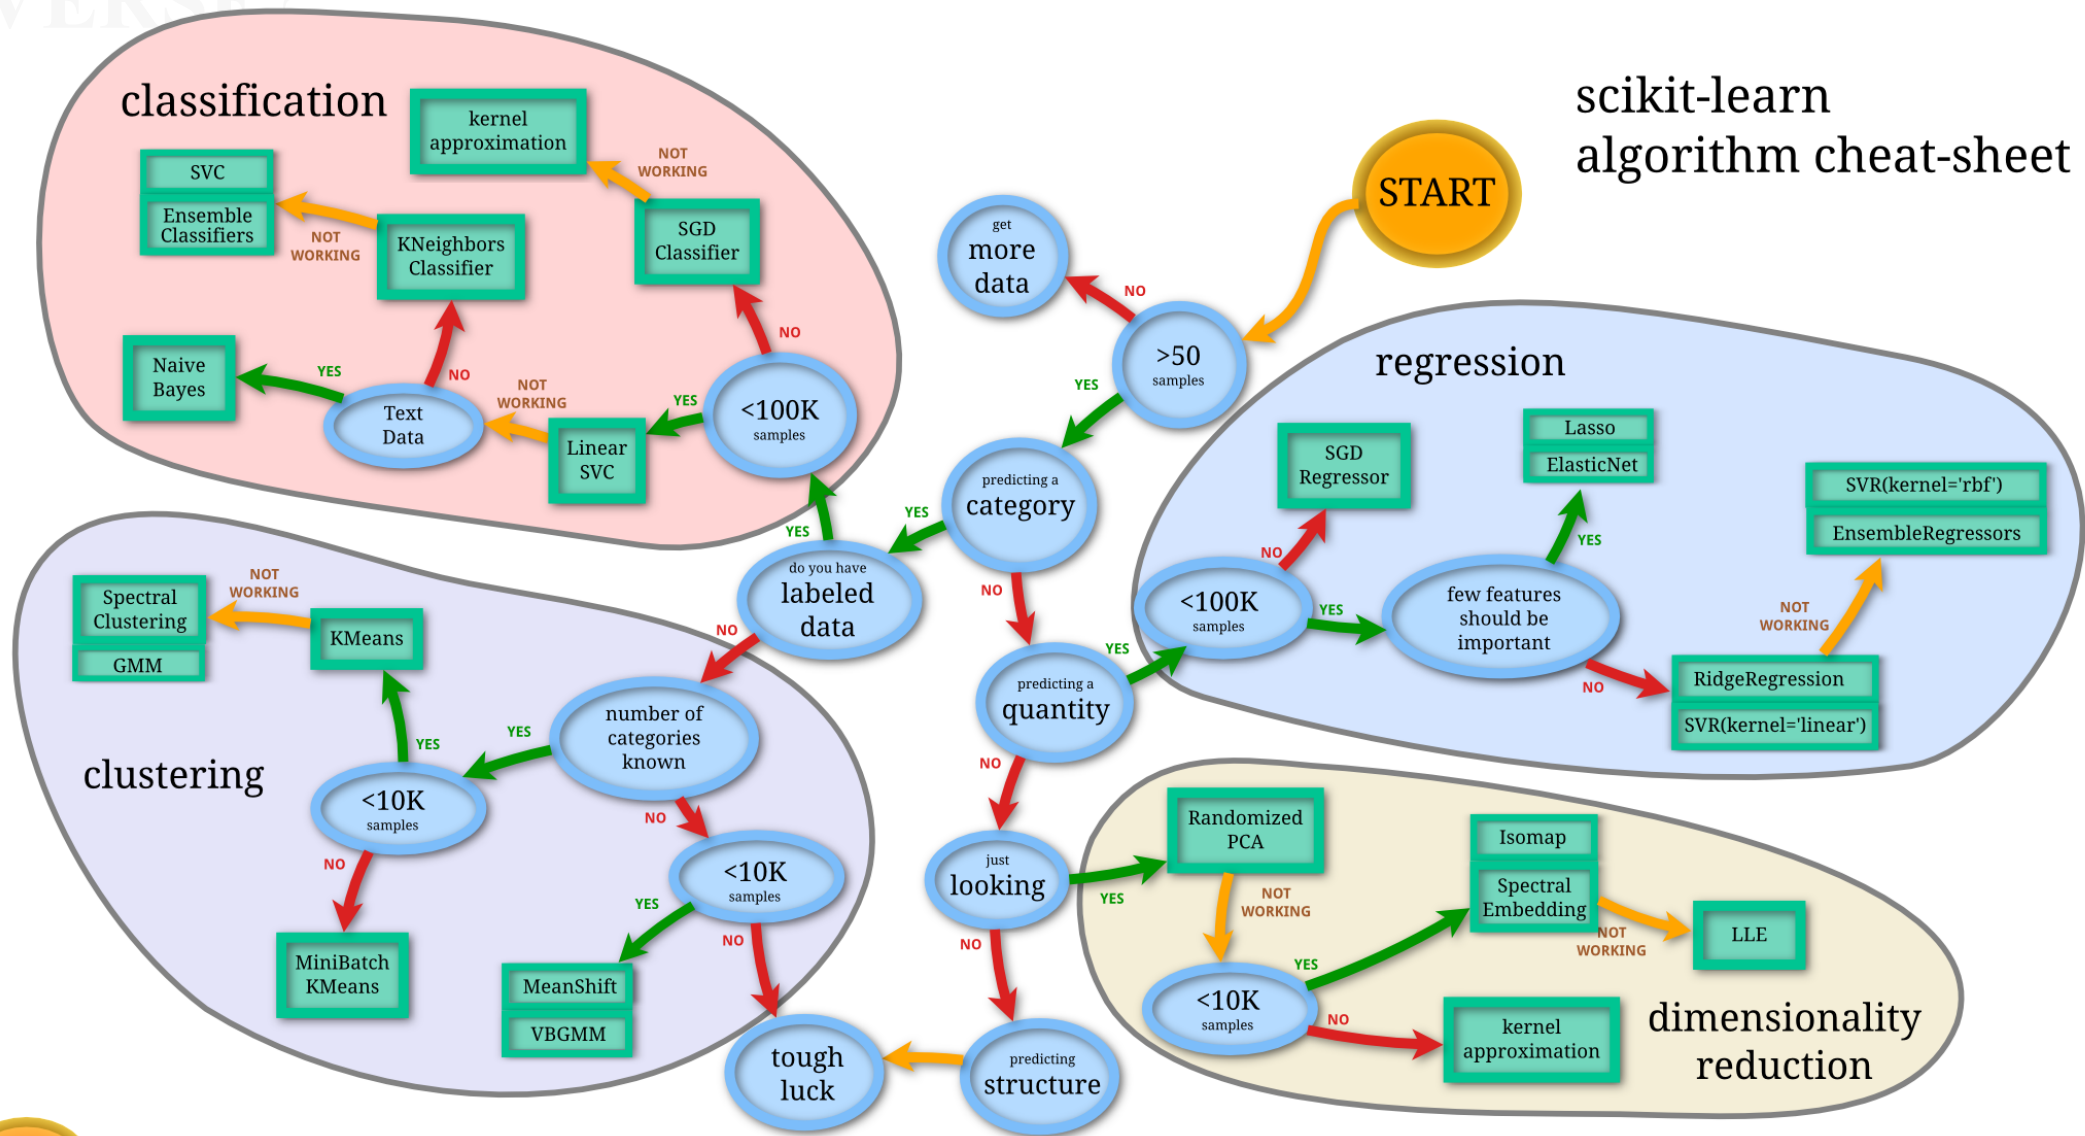 scikit-learn
algorithm cheat-sheet
START
classification
kernel
approximation
NOT
WORKING
SVC
Ensemble
Classifiers
NOT
WORKING
KNeighbors
Classifier
SGD
Classifier
NO
Naive
Bayes
YES
Text
Data
NO
NOT
WORKING
Linear
SVC
YES
<100K
samples
YES
get
more
data
NO
>50
samples
YES
predicting a
category
YES
NO
do you have
labeled
data
NO
predicting a
quantity
YES
NO
just
looking
YES
NO
predicting
structure
tough
luck
regression
SGD
Regressor
NO
<100K
samples
YES
Lasso
ElasticNet
YES
few features
should be
important
NO
SVR(kernel='rbf')
EnsembleRegressors
NOT
WORKING
RidgeRegression
SVR(kernel='linear')
clustering
Spectral
Clustering
GMM
NOT
WORKING
KMeans
YES
number of
categories
known
YES
<10K
samples
NO
NO
MiniBatch
KMeans
<10K
samples
YES
NO
MeanShift
VBGMM
dimensionality
reduction
Randomized
PCA
NOT
WORKING
<10K
samples
YES
NO
Isomap
Spectral
Embedding
NOT
WORKING
LLE
kernel
approximation